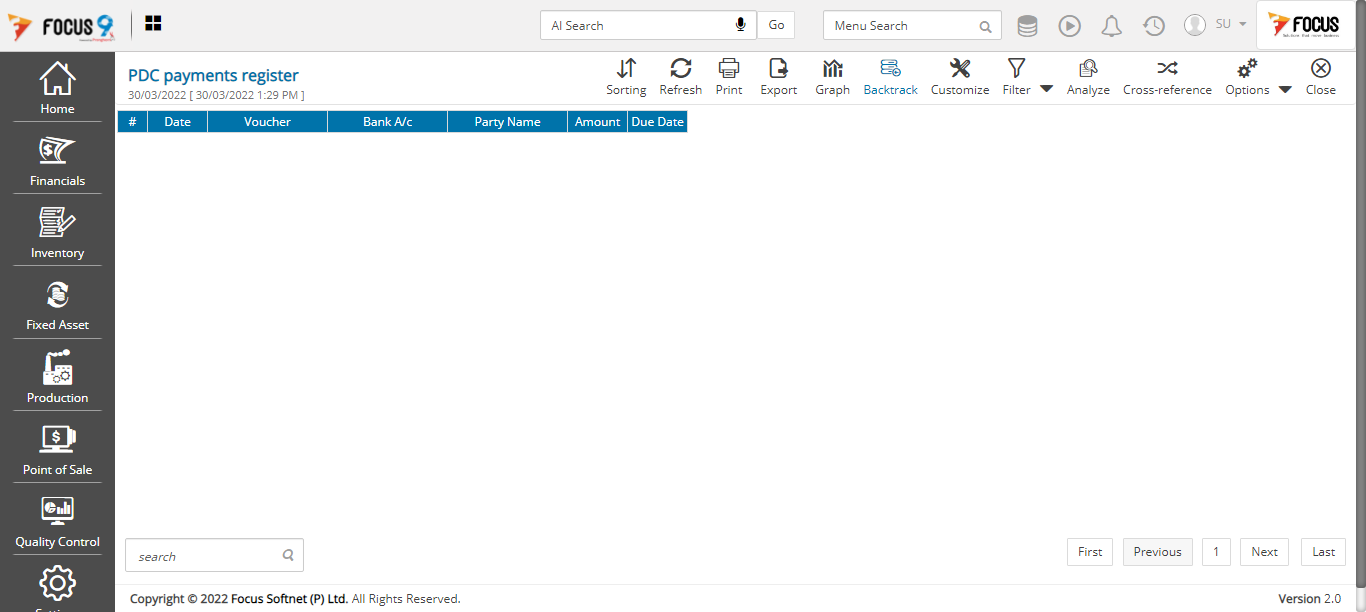 FOCUS 9
AI Search
Go
Menu Search
SU
FOCUS
Home
Financials
Inventory
Fixed Asset
Production
Point of Sale
Quality Control
PDC payments register
30/03/2022 [ 30/03/2022 1:29 PM ]
Sorting Refresh Print Export Graph Backtrack Customize Filter Analyze Cross-reference Options Close
# Date Voucher Bank A/c Party Name Amount Due Date
search
First Previous 1 Next Last
Copyright © 2022 Focus Softnet (P) Ltd. All Rights Reserved.
Version 2.0